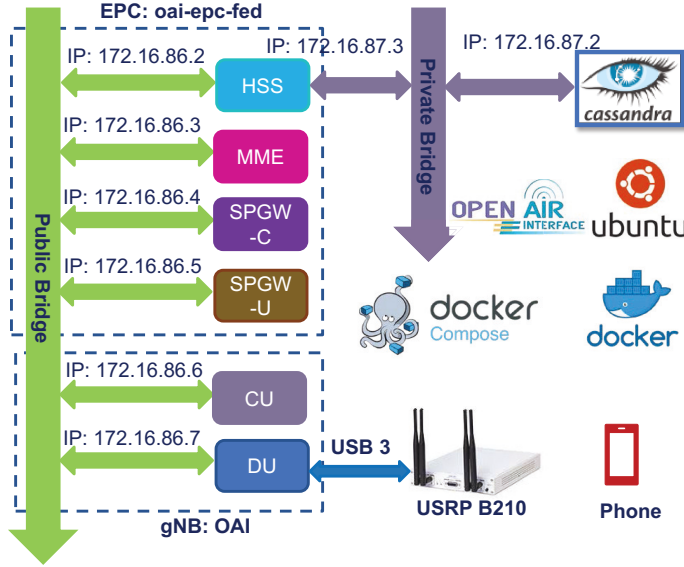 EPC: oai-epc-fed
IP: 172.16.86.2
HSS
IP: 172.16.87.3
IP: 172.16.87.2
cassandra
IP: 172.16.86.3
MME
IP: 172.16.86.4
SPGW
-C
IP: 172.16.86.5
SPGW
-U
Public Bridge
Private Bridge
OPEN AIR
INTERFACE
ubuntu
docker
Compose
docker
IP: 172.16.86.6
CU
IP: 172.16.86.7
DU
USB 3
gNB: OAI
USRP B210
Phone